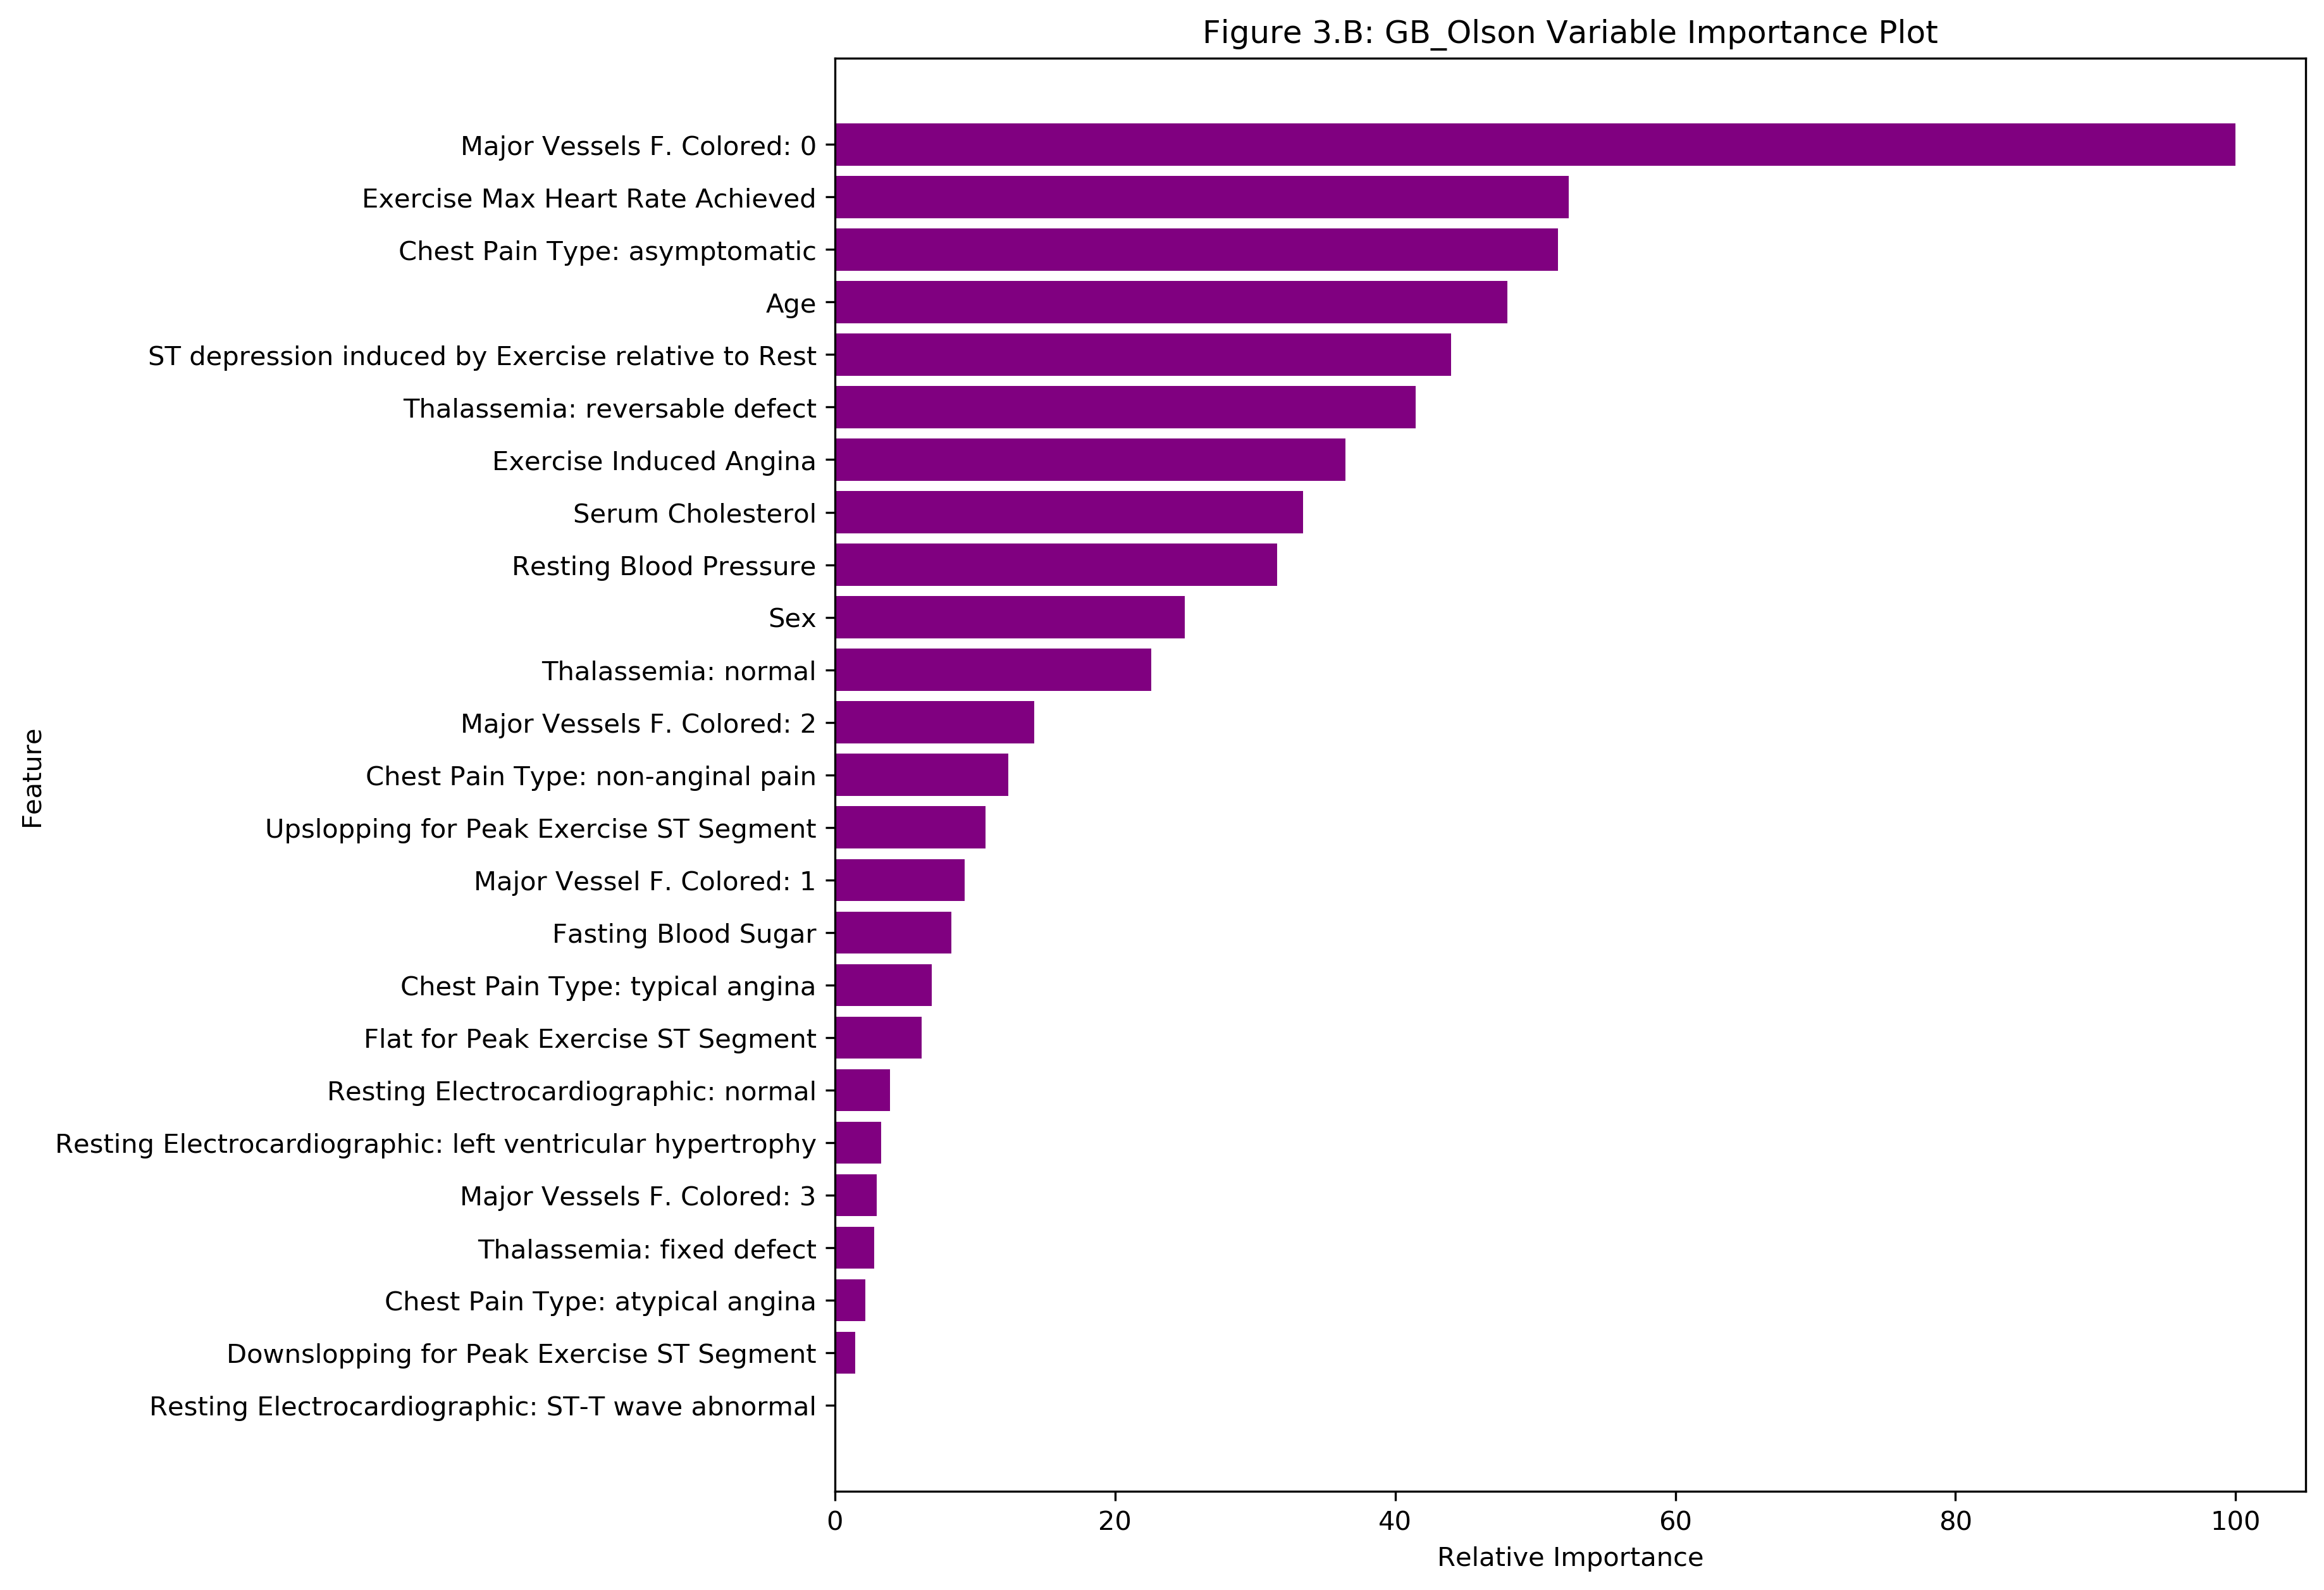 Figure 3.B: GB_Olson Variable Importance Plot
Major Vessels F. Colored: 0
Exercise Max Heart Rate Achieved
Chest Pain Type: asymptomatic
Age
ST depression induced by Exercise relative to Rest
Thalassemia: reversable defect
Exercise Induced Angina
Serum Cholesterol
Resting Blood Pressure
Sex
Thalassemia: normal
Major Vessels F. Colored: 2
Chest Pain Type: non-anginal pain
Upslopping for Peak Exercise ST Segment
Major Vessel F. Colored: 1
Fasting Blood Sugar
Chest Pain Type: typical angina
Flat for Peak Exercise ST Segment
Resting Electrocardiographic: normal
Resting Electrocardiographic: left ventricular hypertrophy
Major Vessels F. Colored: 3
Thalassemia: fixed defect
Chest Pain Type: atypical angina
Downslopping for Peak Exercise ST Segment
Resting Electrocardiographic: ST-T wave abnormal
Feature
0 20 40 60 80 100
Relative Importance